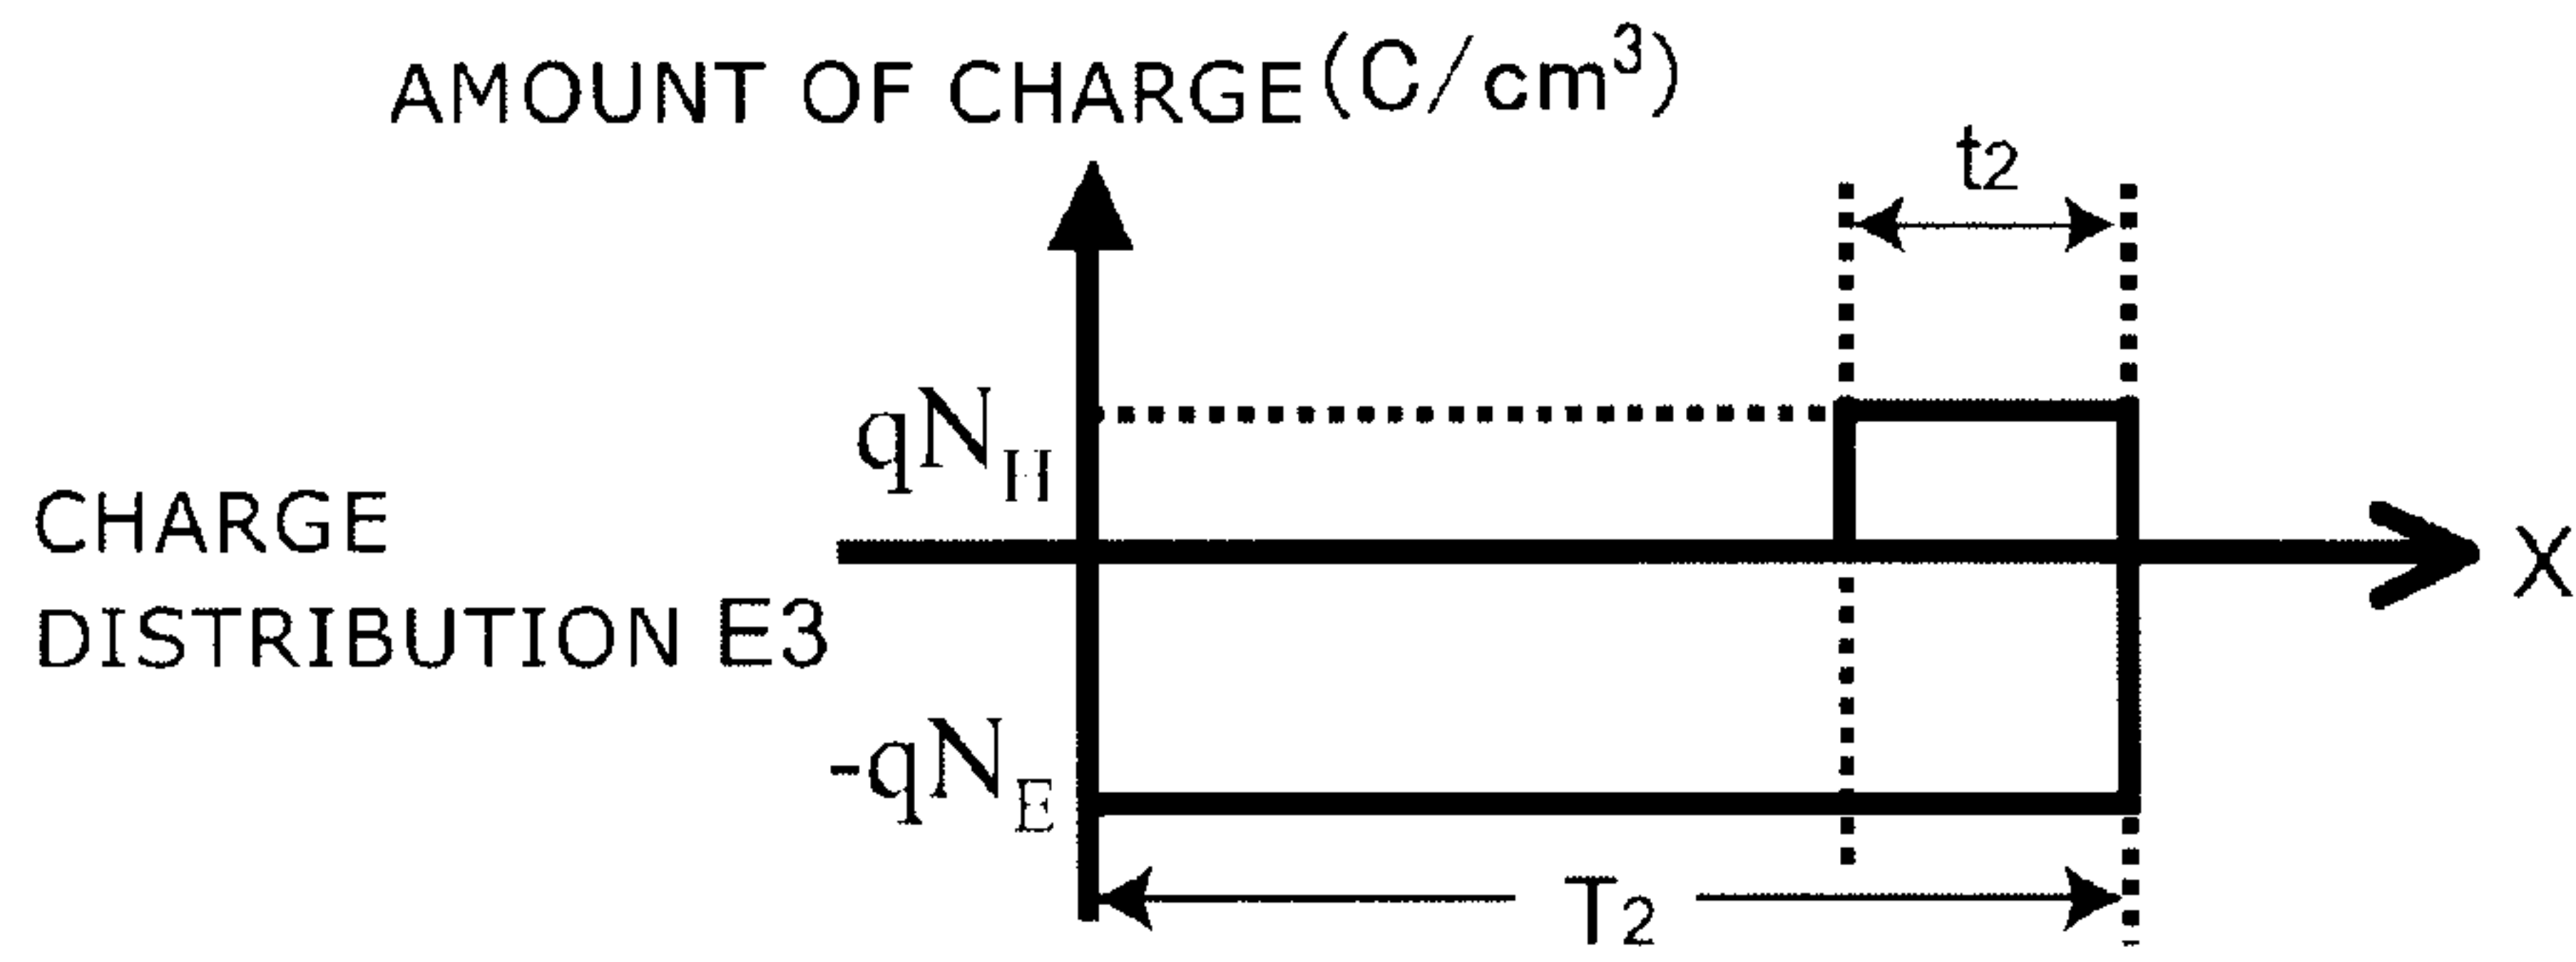 AMOUNT OF CHARGE(C/cm³)
t₂
qN_H
CHARGE
DISTRIBUTION E3
X
-qN_E
T₂